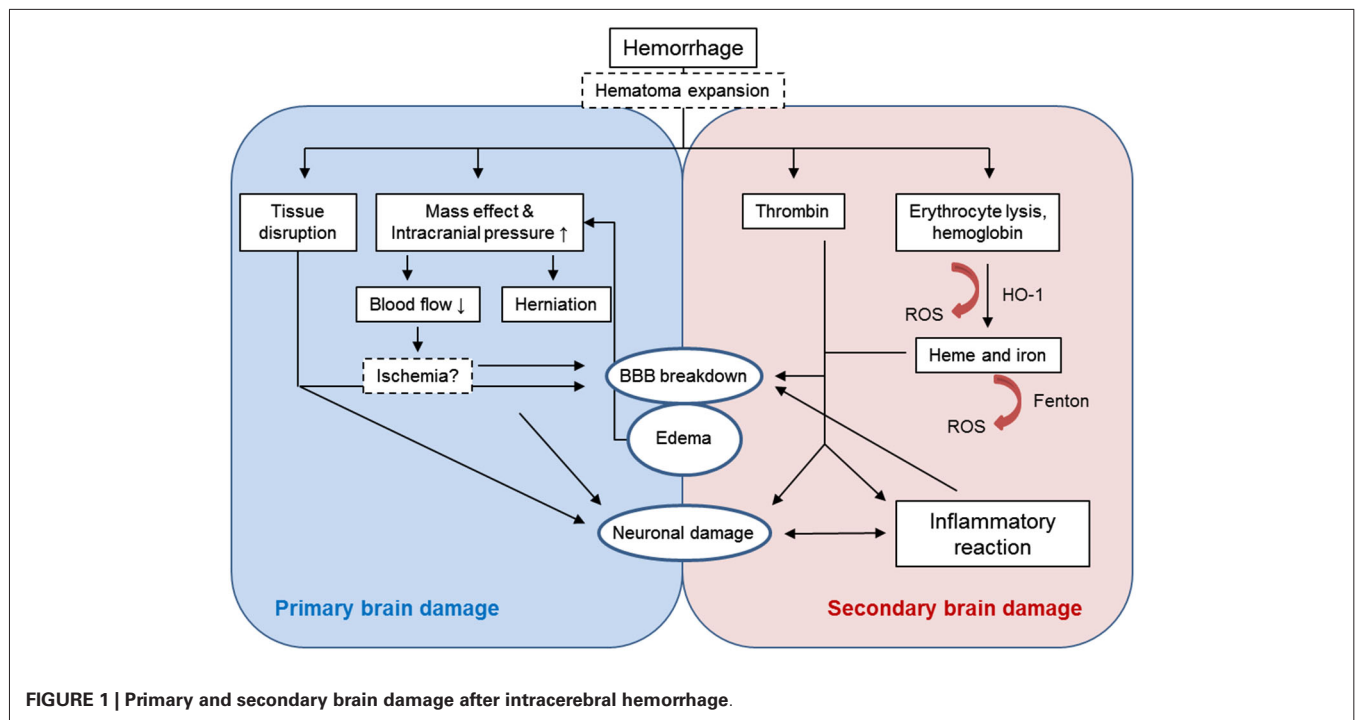 Hemorrhage
Hematoma expansion
Tissue
disruption
Mass effect &
Intracranial pressure ↑
Thrombin
Erythrocyte lysis,
hemoglobin
Blood flow ↓
Herniation
HO-1
ROS
Ischemia?
BBB breakdown
Heme and iron
Fenton
ROS
Edema
Neuronal damage
Inflammatory
reaction
Primary brain damage
Secondary brain damage
FIGURE 1 | Primary and secondary brain damage after intracerebral hemorrhage.